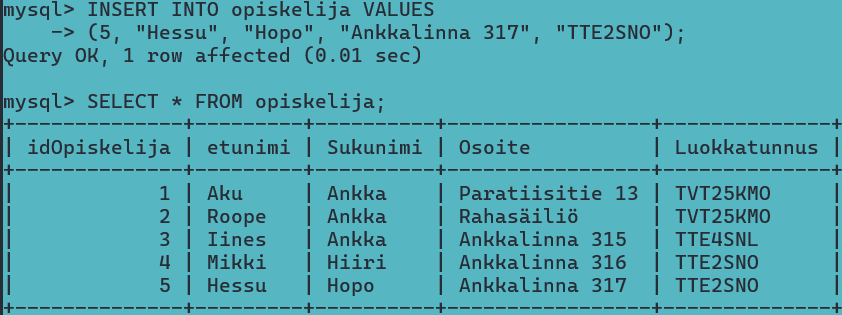 mysql> INSERT INTO opiskelija VALUES
    -> (5, "Hessu", "Hopo", "Ankkalinna 317", "TTE2SNO");
Query OK, 1 row affected (0.01 sec)

mysql> SELECT * FROM opiskelija;
+--------------+---------+----------+----------------+--------------+
| idOpiskelija | etunimi | Sukunimi | Osoite         | Luokkatunnus |
+--------------+---------+----------+----------------+--------------+
|            1 | Aku     | Ankka    | Paratiisitie 13 | TVT25KMO     |
|            2 | Roope   | Ankka    | Rahasäiliö     | TVT25KMO     |
|            3 | Iines   | Ankka    | Ankkalinna 315 | TTE4SNL      |
|            4 | Mikki   | Hiiri    | Ankkalinna 316 | TTE2SNO      |
|            5 | Hessu   | Hopo     | Ankkalinna 317 | TTE2SNO      |
+--------------+---------+----------+----------------+--------------+